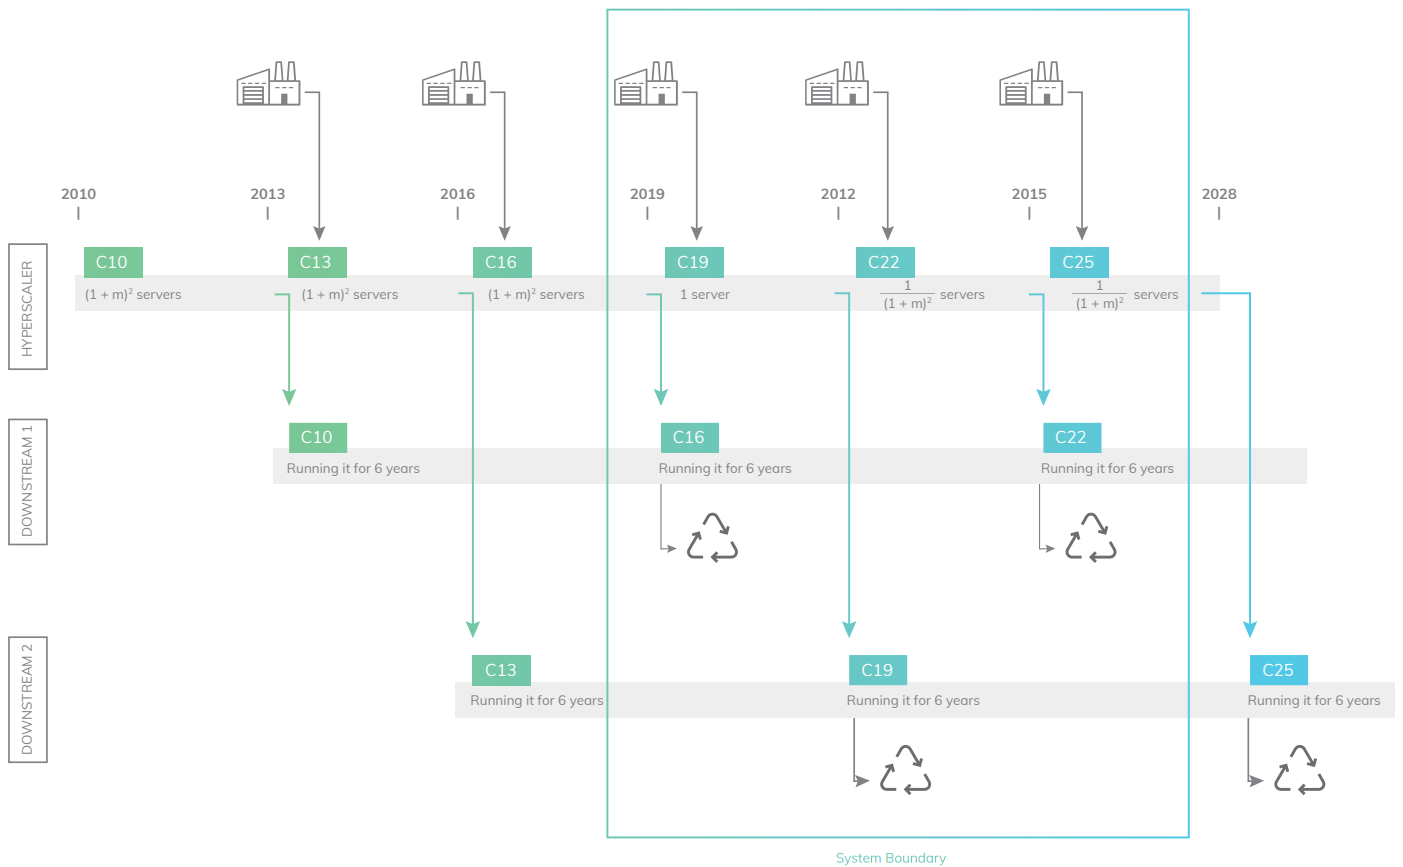 2010 2013 2016 2019 2012 2015 2028
HYPERSCALER
C10 C13 C16 C19 C22 C25
(1 + m)² servers (1 + m)² servers (1 + m)² servers 1 server 1/(1 + m)² servers 1/(1 + m)² servers
DOWNSTREAM 1
C10 C16 C22
Running it for 6 years Running it for 6 years Running it for 6 years
DOWNSTREAM 2
C13 C19 C25
Running it for 6 years Running it for 6 years Running it for 6 years
System Boundary